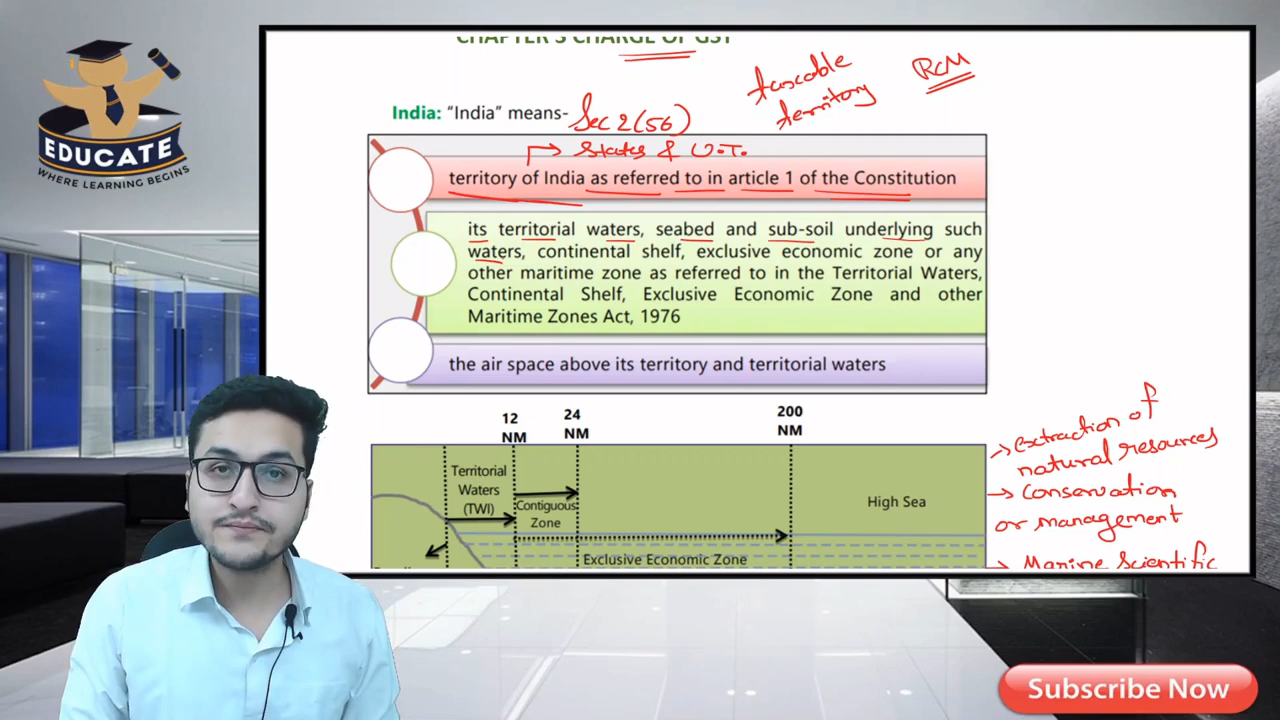 CHAPTER 3 CHARGE OF GST
taxable
territory
RCM
India: "India" means-
Sec 2(56)
→ States & U.T.
territory of India as referred to in article 1 of the Constitution
its territorial waters, seabed and sub-soil underlying such
waters, continental shelf, exclusive economic zone or any
other maritime zone as referred to in the Territorial Waters,
Continental Shelf, Exclusive Economic Zone and other
Maritime Zones Act, 1976
the air space above its territory and territorial waters
12
NM
24
NM
200
NM
Territorial
Waters
(TWI)
Contiguous
Zone
High Sea
Exclusive Economic Zone
→ extraction of
natural resources
→ Conservation
or management
→ Marine Scientific
EDUCATE
WHERE LEARNING BEGINS
Subscribe Now